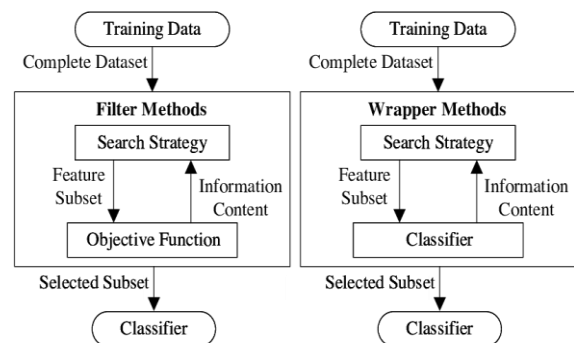 Training Data
Complete Dataset
Filter Methods
Search Strategy
Feature
Subset
Information
Content
Objective Function
Selected Subset
Classifier
Training Data
Complete Dataset
Wrapper Methods
Search Strategy
Feature
Subset
Information
Content
Classifier
Selected Subset
Classifier